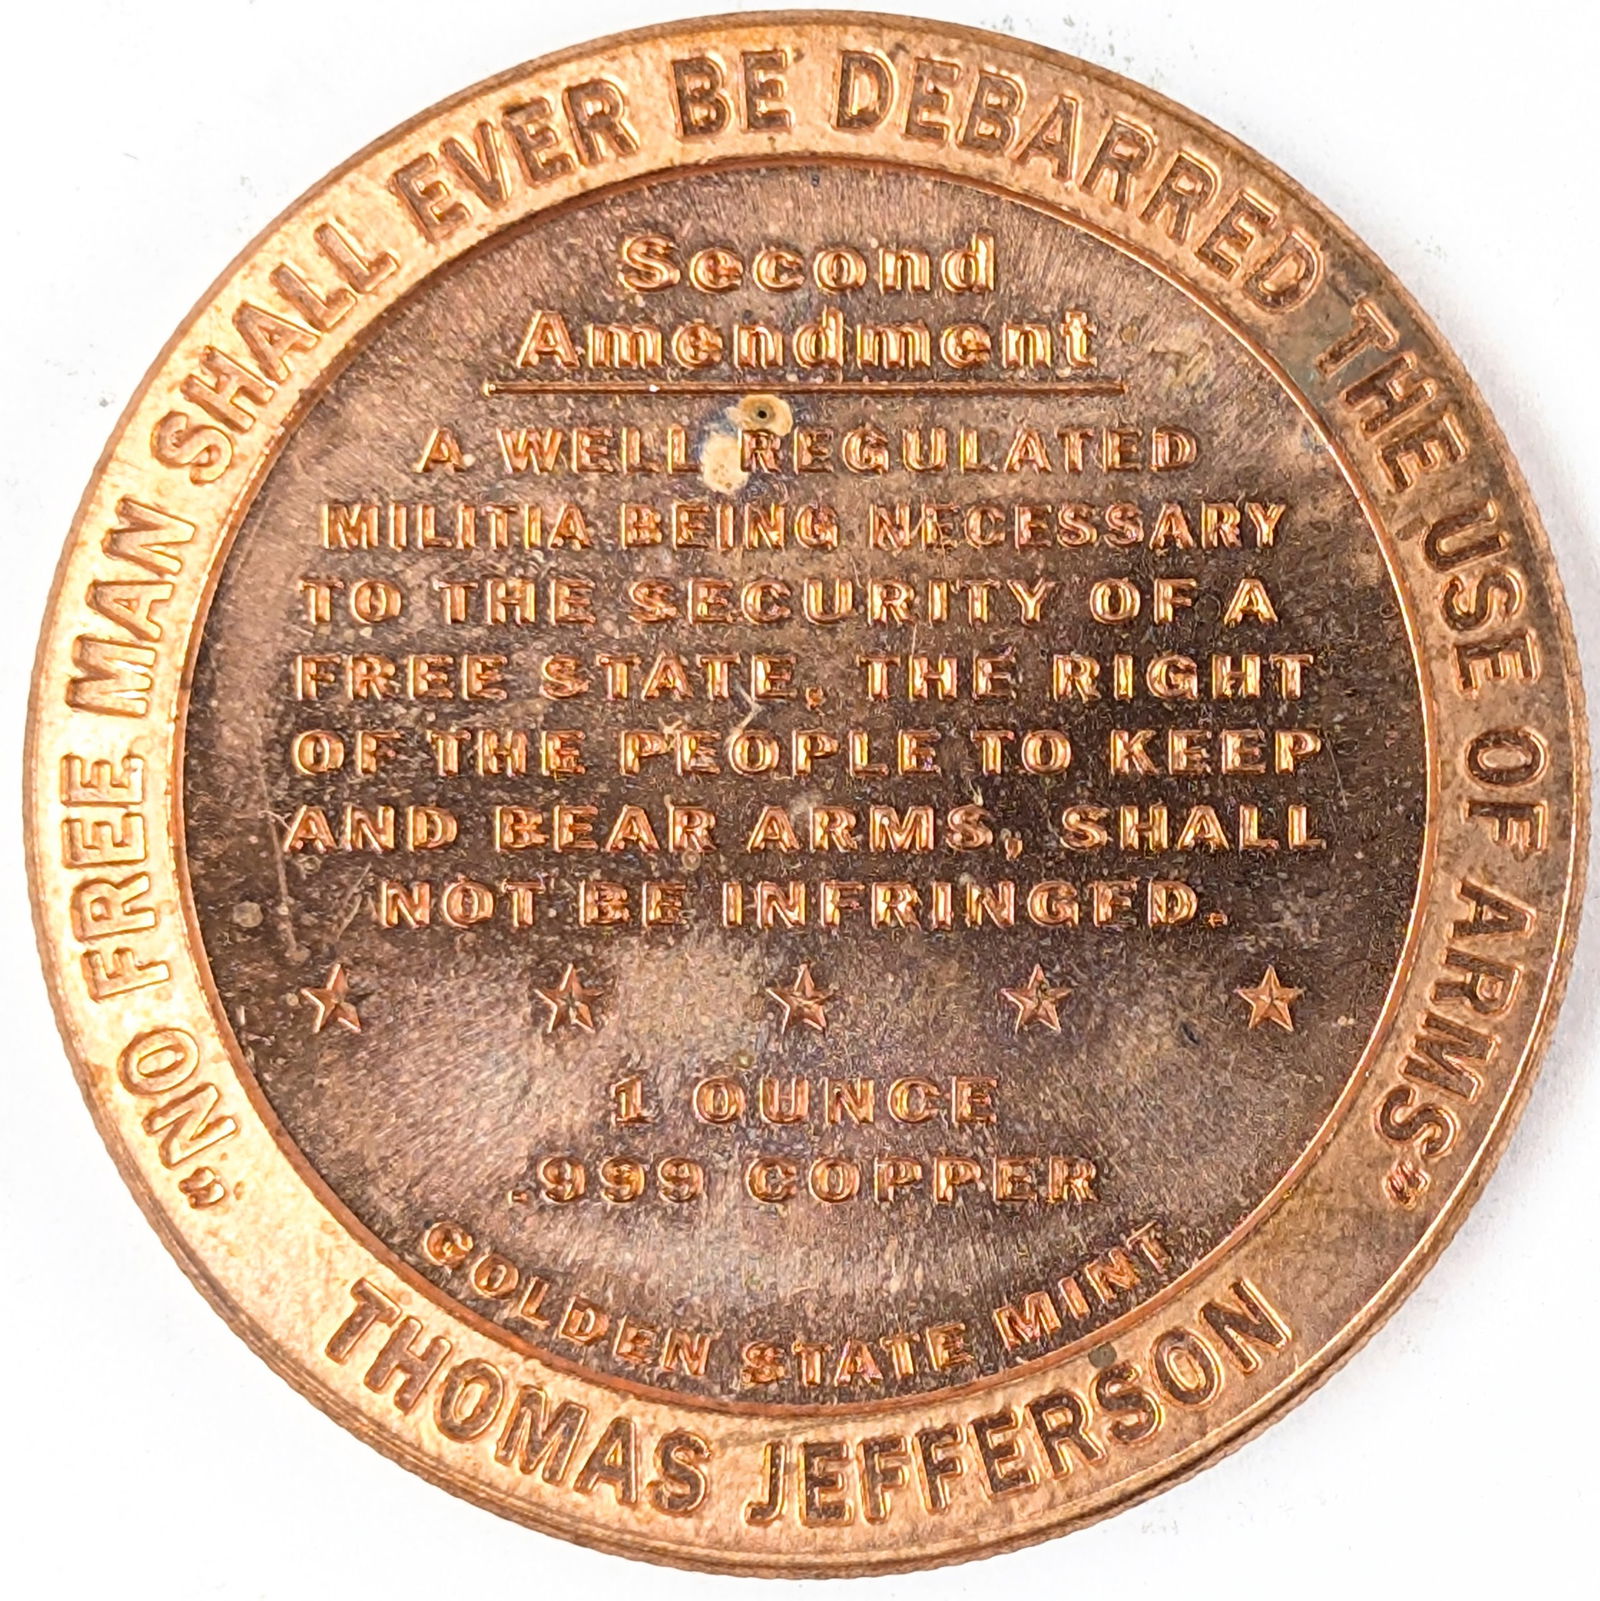 "NO FREE MAN SHALL EVER BE DEBARRED THE USE OF ARMS"
Second
Amendment
A WELL REGULATED
MILITIA BEING NECESSARY
TO THE SECURITY OF A
FREE STATE, THE RIGHT
OF THE PEOPLE TO KEEP
AND BEAR ARMS, SHALL
NOT BE INFRINGED.
1 OUNCE
.999 COPPER
GOLDEN STATE MINT
THOMAS JEFFERSON